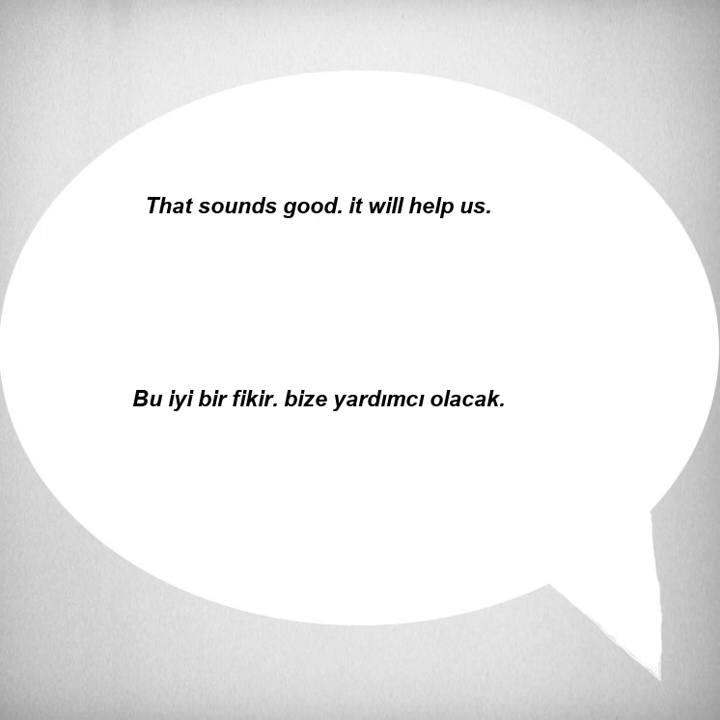 That sounds good. it will help us.
Bu iyi bir fikir. bize yardımcı olacak.